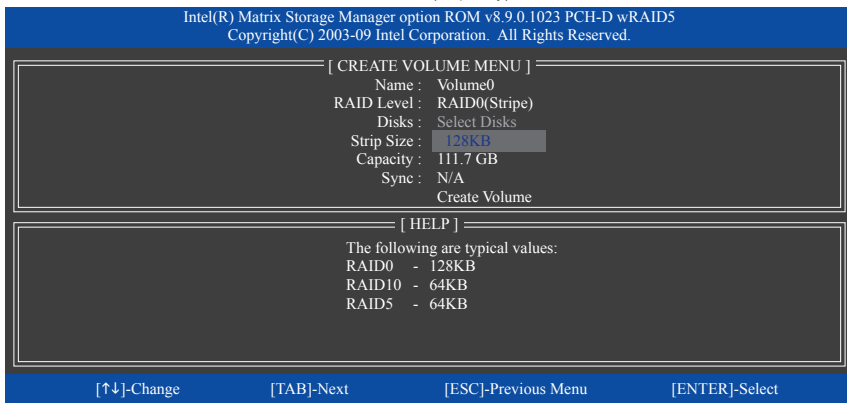 Intel(R) Matrix Storage Manager option ROM v8.9.0.1023 PCH-D wRAID5
Copyright(C) 2003-09 Intel Corporation. All Rights Reserved.
[ CREATE VOLUME MENU ]
Name : Volume0
RAID Level : RAID0(Stripe)
Disks : Select Disks
Strip Size : 128KB
Capacity : 111.7 GB
Sync : N/A
Create Volume
[ HELP ]
The following are typical values:
RAID0 - 128KB
RAID10 - 64KB
RAID5 - 64KB
[↑↓]-Change [TAB]-Next [ESC]-Previous Menu [ENTER]-Select